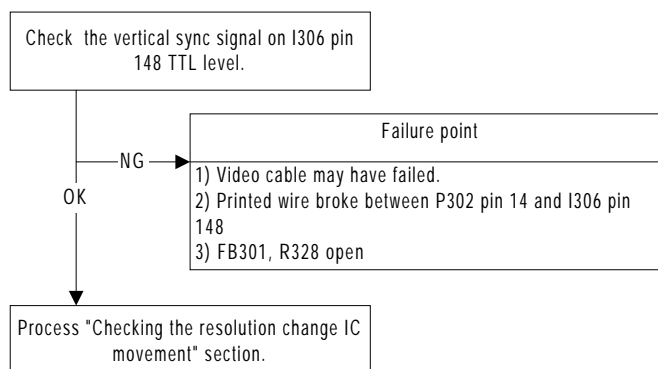 Check the vertical sync signal on I306 pin
148 TTL level.
NG
OK
Failure point
1) Video cable may have failed.
2) Printed wire broke between P302 pin 14 and I306 pin
148
3) FB301, R328 open
Process "Checking the resolution change IC
movement" section.